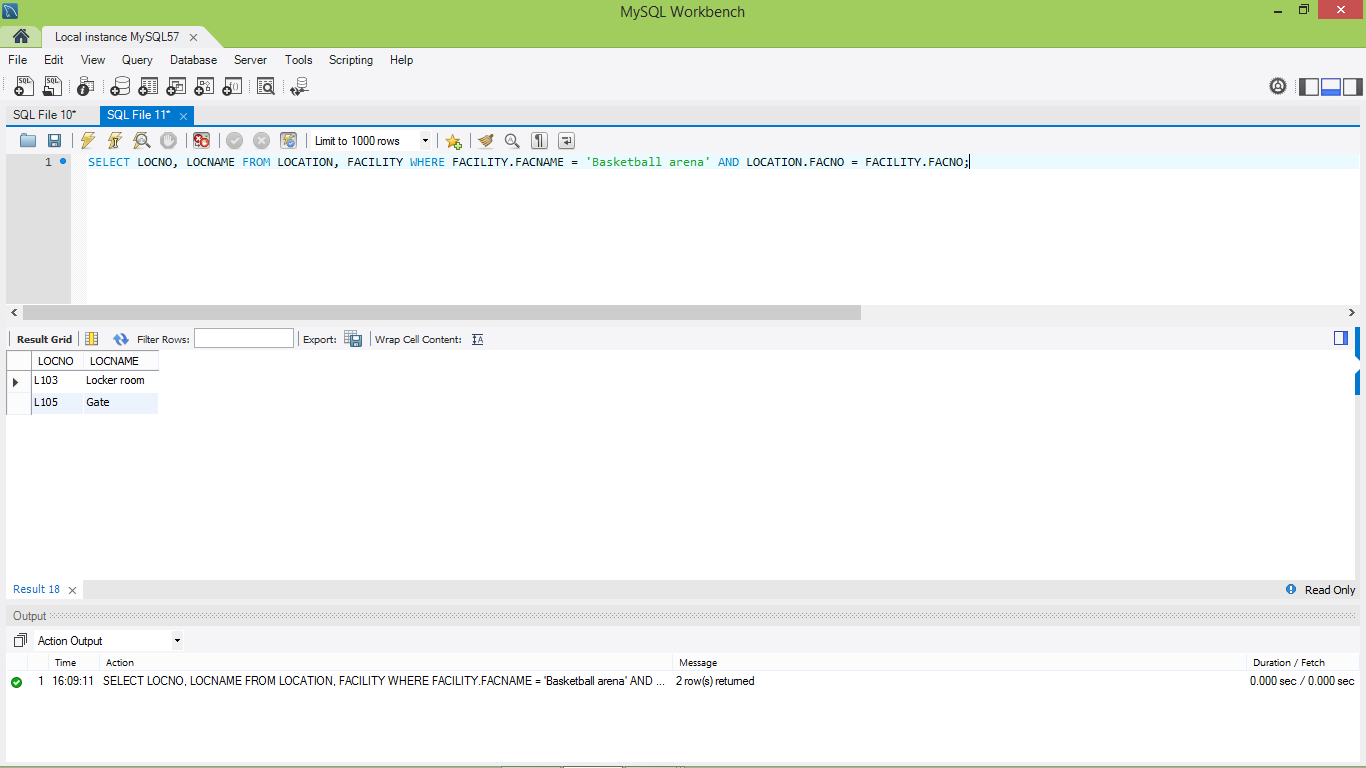 MySQL Workbench
Local instance MySQL57
File Edit View Query Database Server Tools Scripting Help
SQL File 10* SQL File 11*
Limit to 1000 rows
1 SELECT LOCNO, LOCNAME FROM LOCATION, FACILITY WHERE FACILITY.FACNAME = 'Basketball arena' AND LOCATION.FACNO = FACILITY.FACNO;
Result Grid Filter Rows: Export: Wrap Cell Content:
LOCNO LOCNAME
L103 Locker room
L105 Gate
Result 18 Read Only
Output
Action Output
Time Action Message Duration / Fetch
1 16:09:11 SELECT LOCNO, LOCNAME FROM LOCATION, FACILITY WHERE FACILITY.FACNAME = 'Basketball arena' AND ... 2 row(s) returned 0.000 sec / 0.000 sec